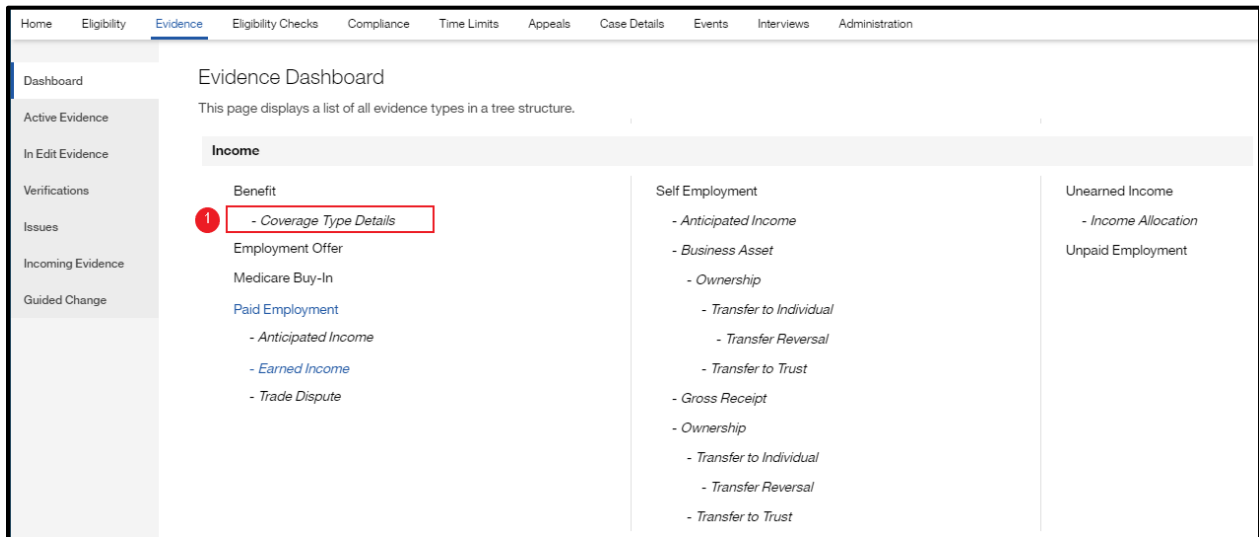 Home Eligibility Evidence Eligibility Checks Compliance Time Limits Appeals Case Details Events Interviews Administration
Dashboard
Active Evidence
In Edit Evidence
Verifications
Issues
Incoming Evidence
Guided Change
Evidence Dashboard
This page displays a list of all evidence types in a tree structure.
Income
Benefit
1
- Coverage Type Details
Employment Offer
Medicare Buy-In
Paid Employment
- Anticipated Income
- Earned Income
- Trade Dispute
Self Employment
- Anticipated Income
- Business Asset
- Ownership
- Transfer to Individual
- Transfer Reversal
- Transfer to Trust
- Gross Receipt
- Ownership
- Transfer to Individual
- Transfer Reversal
- Transfer to Trust
Unearned Income
- Income Allocation
Unpaid Employment